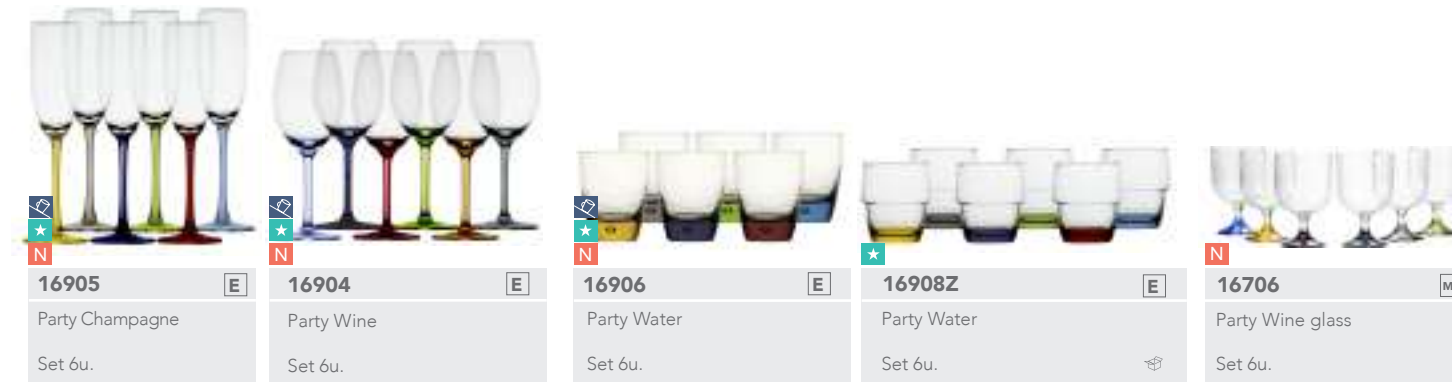 N
N
N
N
16905 E
Party Champagne
Set 6u.
16904 E
Party Wine
Set 6u.
16906 E
Party Water
Set 6u.
16908Z E
Party Water
Set 6u.
16706 M
Party Wine glass
Set 6u.